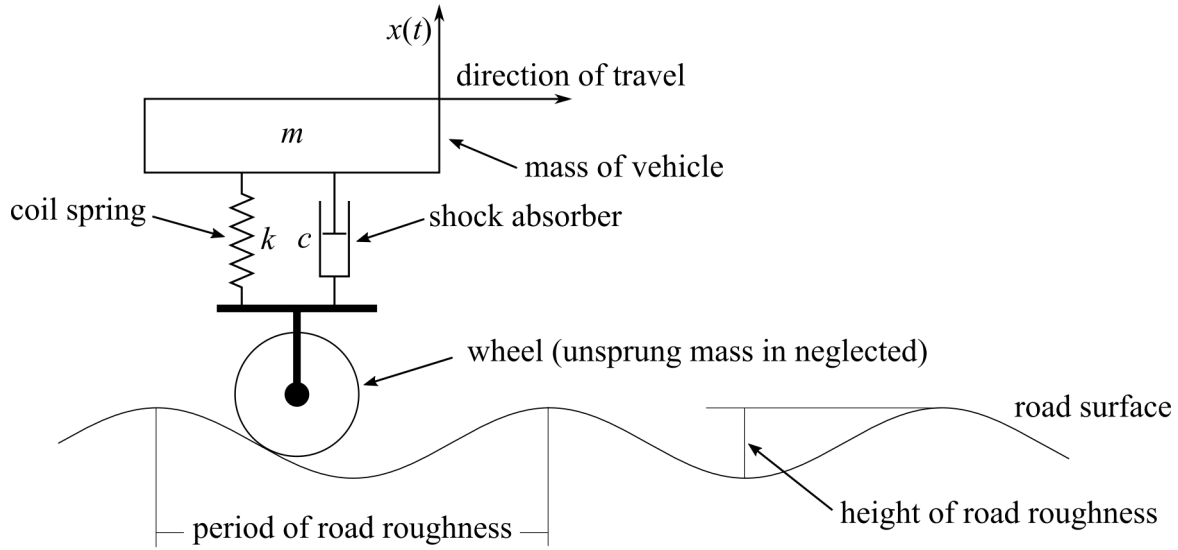 x(t)
direction of travel
m
mass of vehicle
coil spring
shock absorber
k
c
wheel (unsprung mass in neglected)
road surface
height of road roughness
period of road roughness